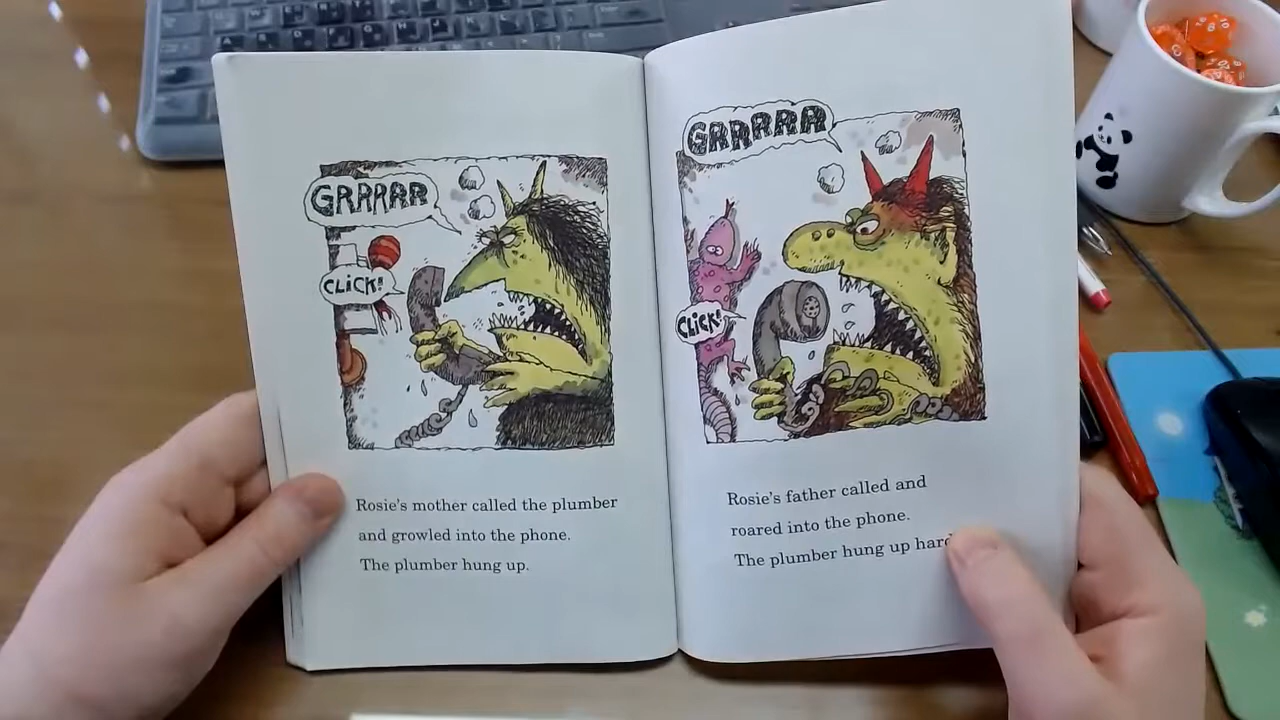 GRRRRR
CLICK!
Rosie's mother called the plumber
and growled into the phone.
The plumber hung up.
GRRRRR
CLICK!
Rosie's father called and
roared into the phone.
The plumber hung up